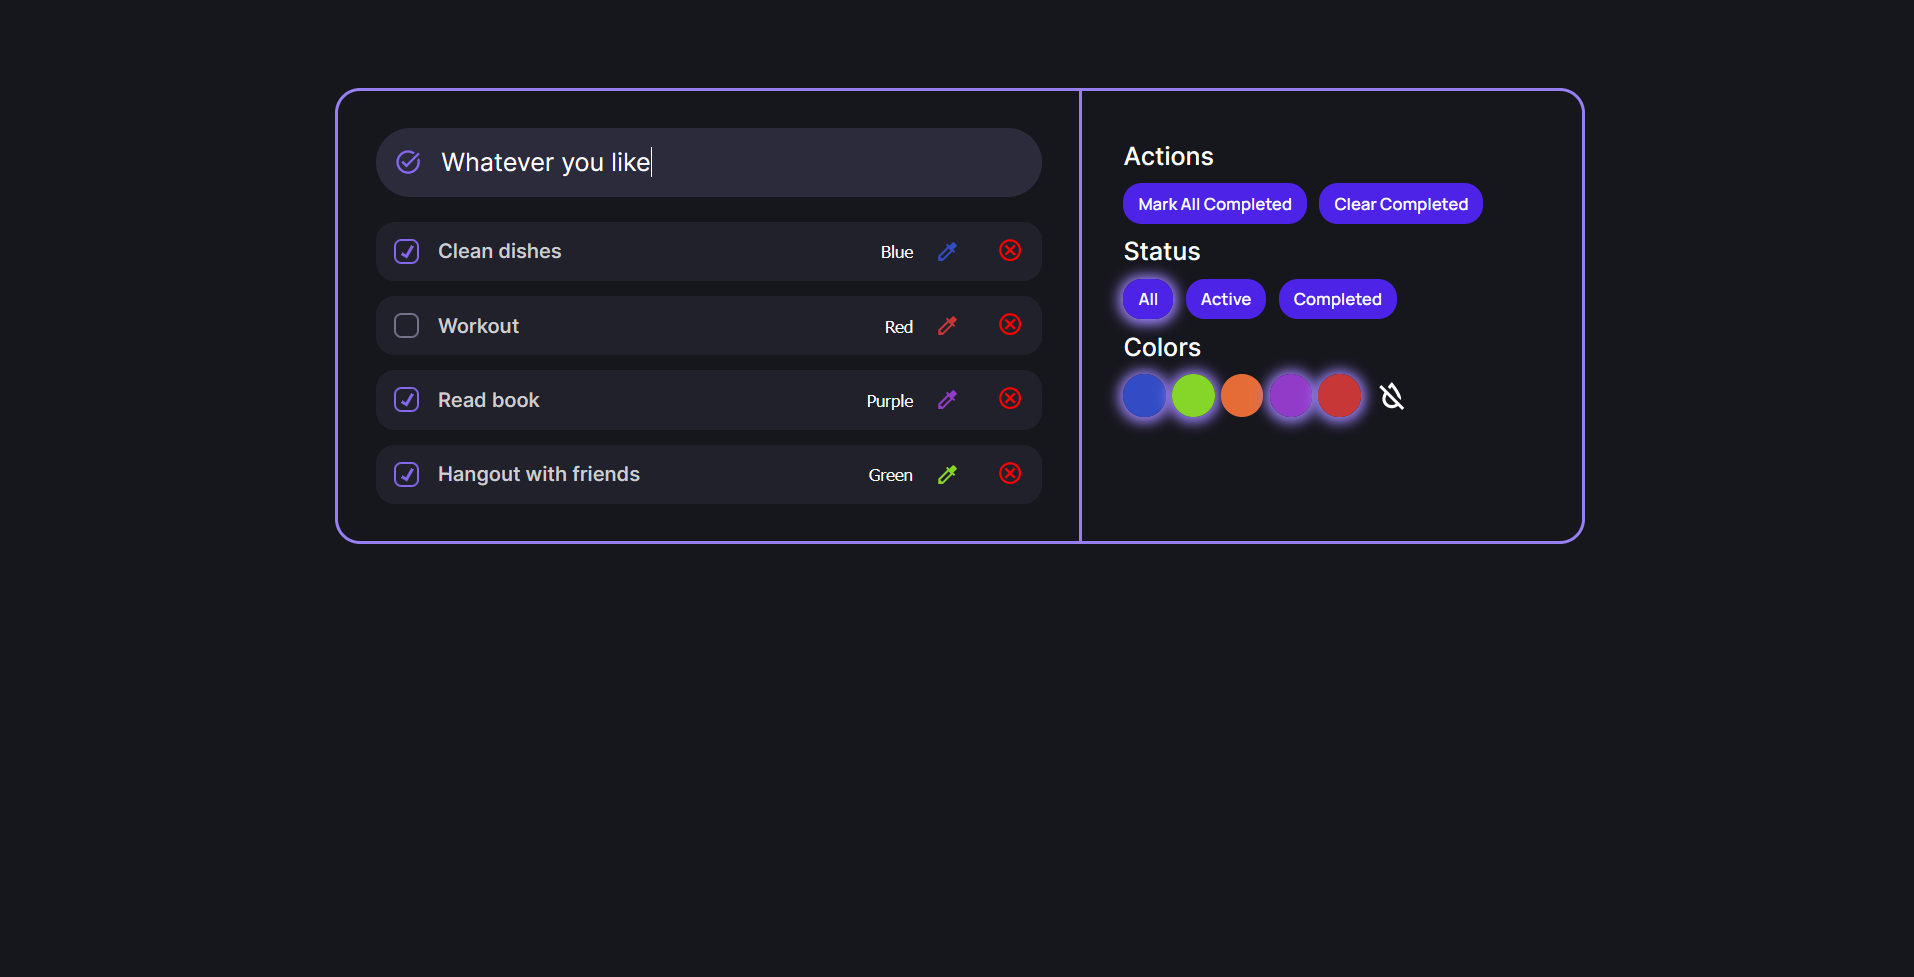 Whatever you like
Clean dishes Blue
Workout Red
Read book Purple
Hangout with friends Green
Actions
Mark All Completed Clear Completed
Status
All Active Completed
Colors